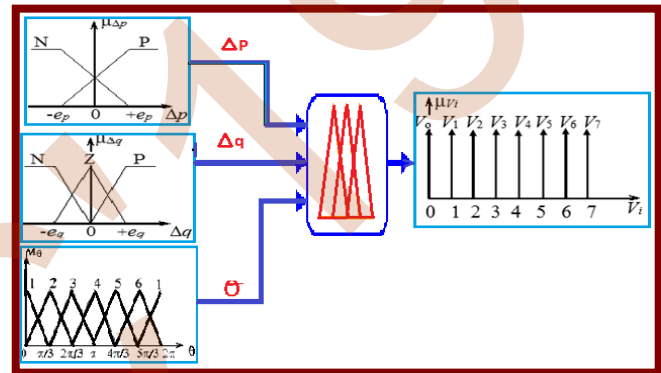 μΔp
N P
-ep 0 +ep Δp
ΔP
μΔq
N Z P
-eq 0 +eq Δq
Δq
Mθ
1 2 3 4 5 6 1
0 π/3 2π/3 π 4π/3 5π/3 2π θ
μVi
Vo V1 V2 V3 V4 V5 V6 V7
0 1 2 3 4 5 6 7 Vi